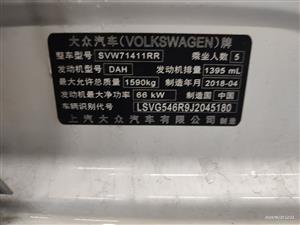 大众汽车(VOLKSWAGEN)牌
整车型号 SVW71411RR 乘坐人数 5
发动机型号 DAH 发动机排量 1395 mL
最大允许总质量 1590kg 制造年月 2018-04
发动机最大净功率 66 kW 制造国 中国
车辆识别代号 LSVG546R9J2045180
上汽大众汽车有限公司 制造